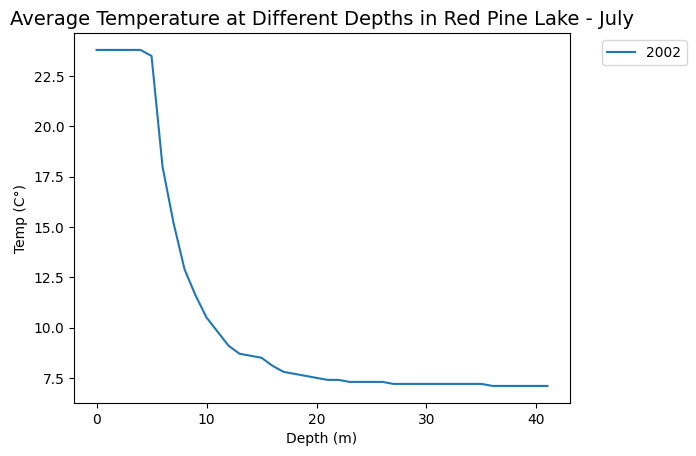 Average Temperature at Different Depths in Red Pine Lake - July
2002
22.5
20.0
17.5
15.0
12.5
10.0
7.5
Temp (C°)
0 10 20 30 40
Depth (m)